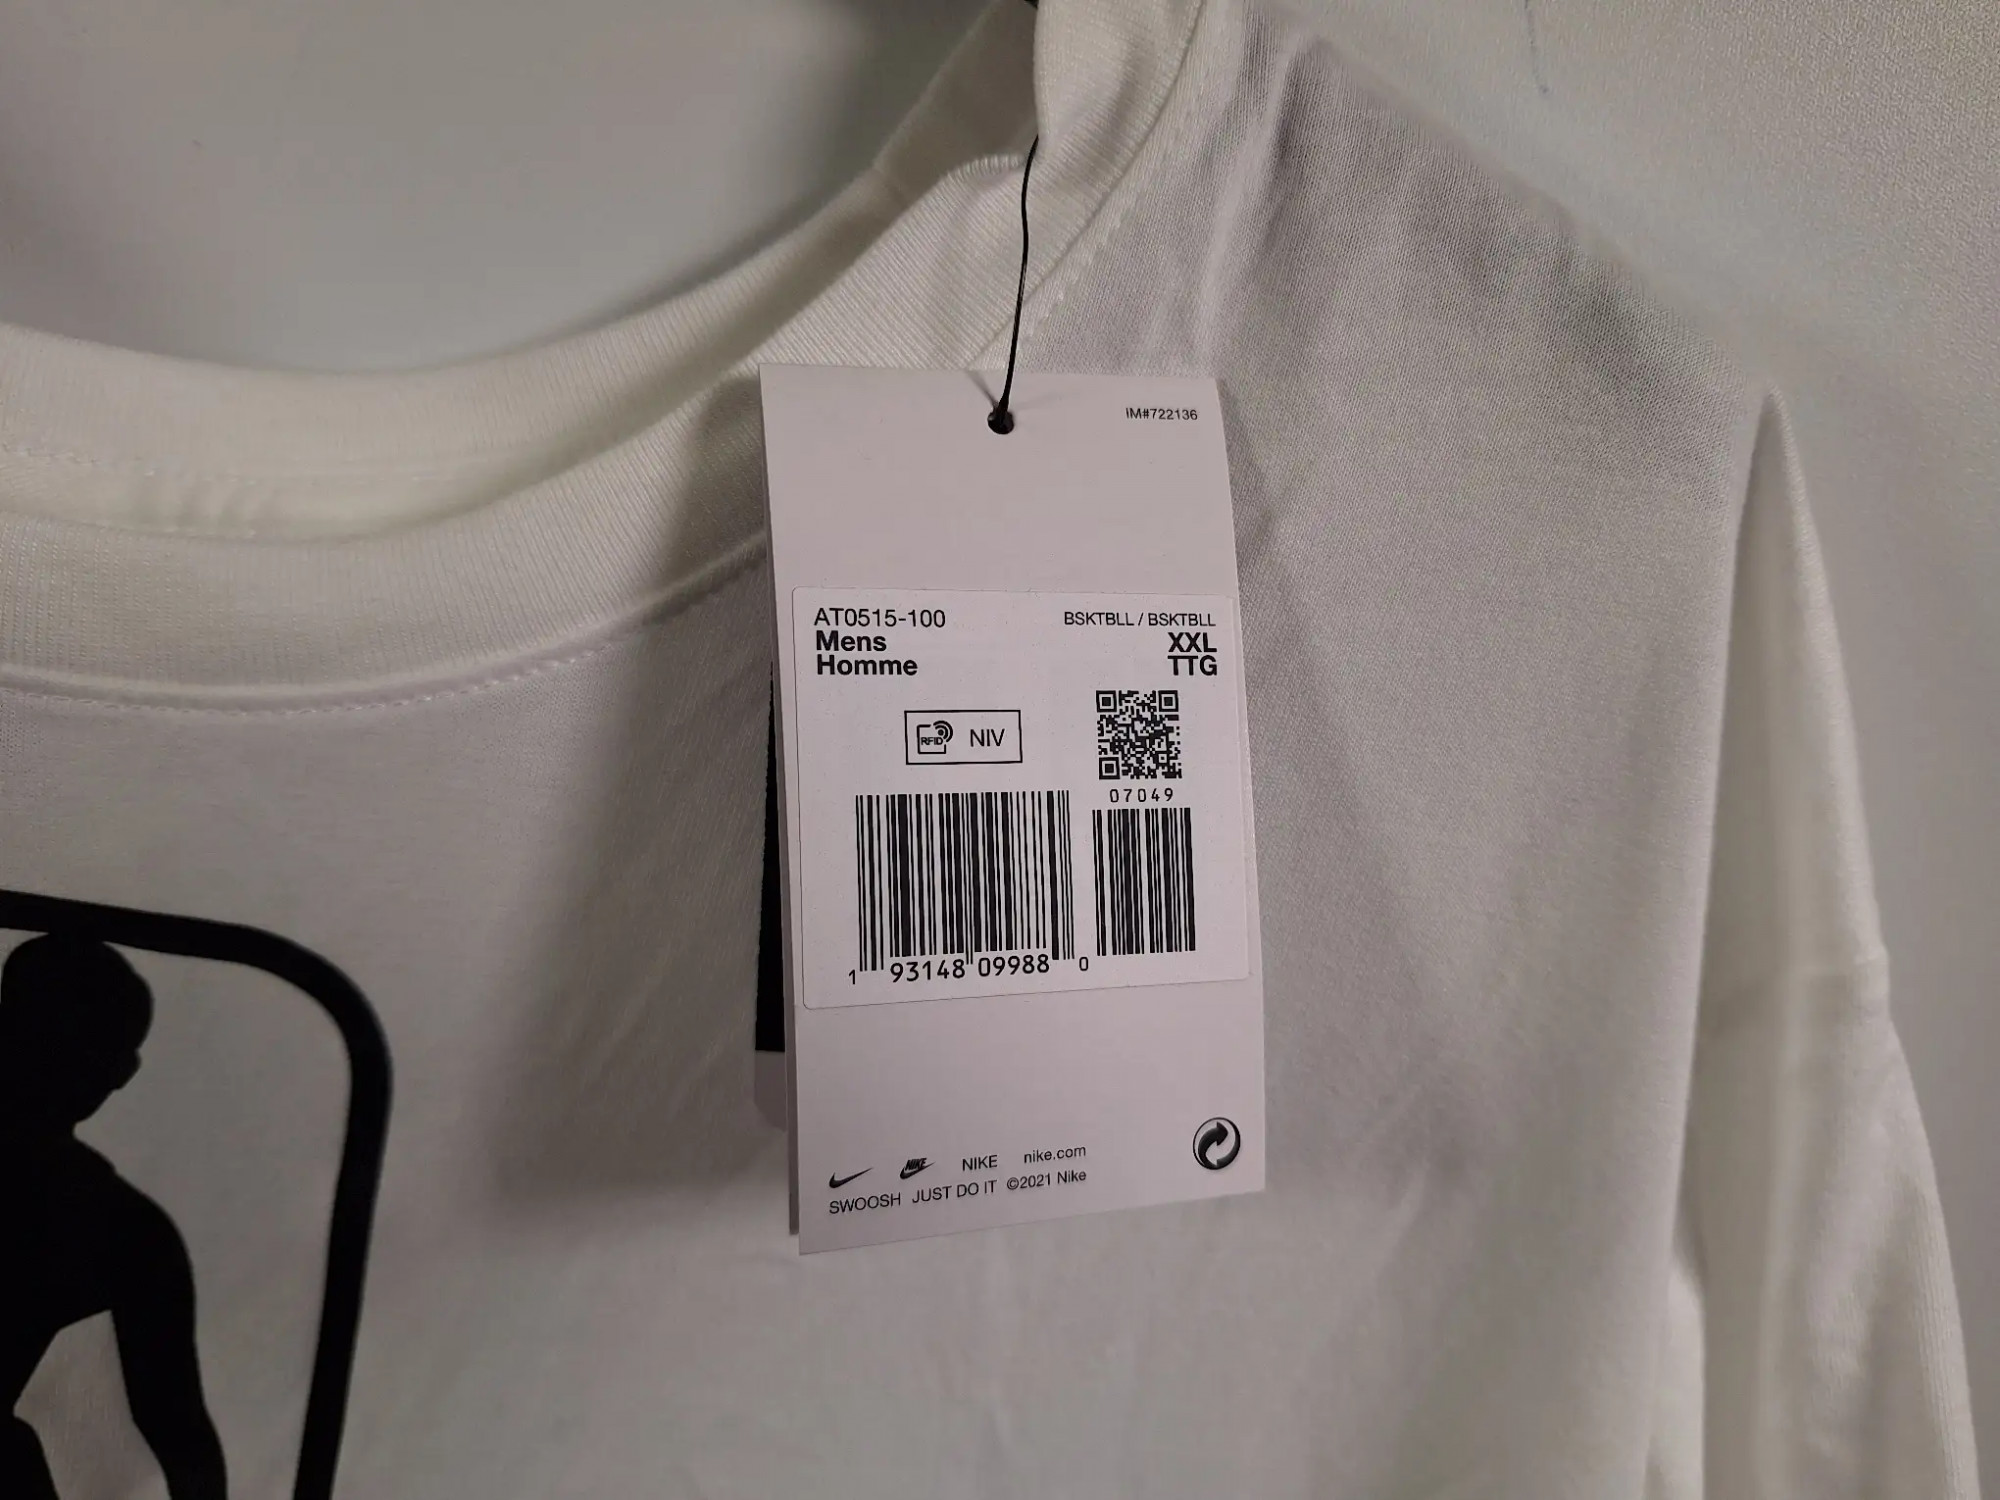 IM#722136
AT0515-100 BSKTBLL / BSKTBLL
Mens XXL
Homme TTG
RFID NIV
07049
1 93148 09988 0
NIKE NIKE nike.com
SWOOSH JUST DO IT ©2021 Nike